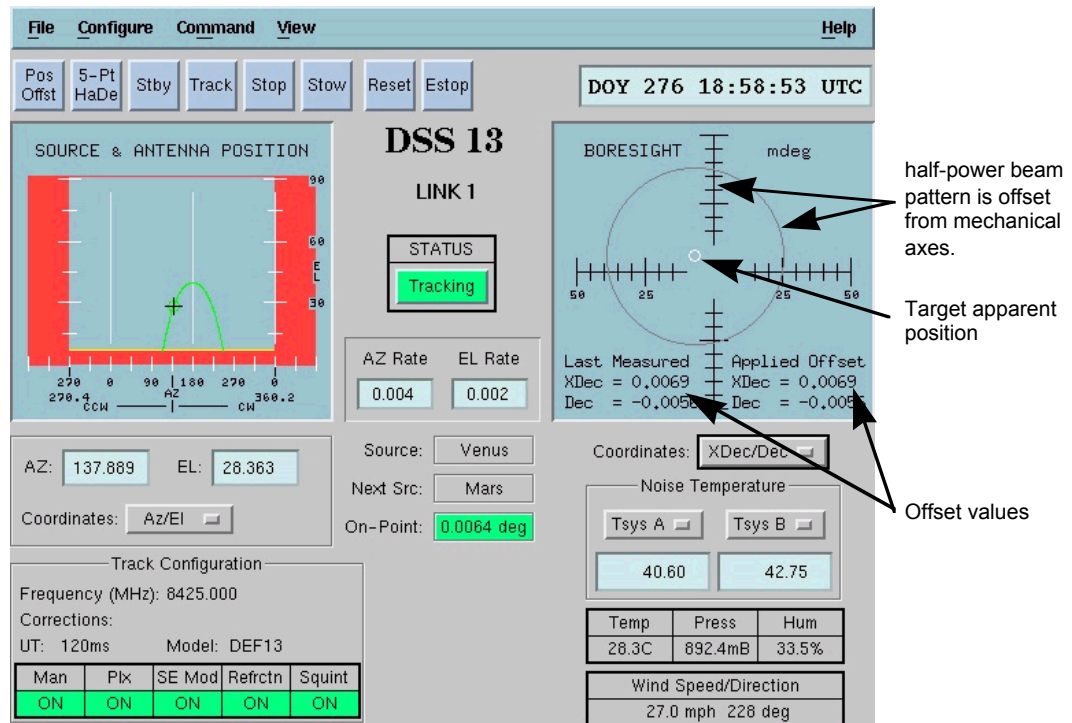 File Configure Command View Help
Pos Offst
5-Pt HaDe
Stby
Track
Stop
Stow
Reset
Estop
DOY 276 18:58:53 UTC
SOURCE & ANTENNA POSITION
90
60
EL
30
270 0 90 180 270 0
270.4 AZ 360.2
CCW CW
DSS 13
LINK 1
STATUS
Tracking
AZ Rate EL Rate
0.004 0.002
BORESIGHT mdeg
50 25 25 50
Last Measured Applied Offset
XDec = 0.0069 XDec = 0.0069
Dec = -0.0056 Dec = -0.0055
half-power beam
pattern is offset
from mechanical
axes.
Target apparent
position
Offset values
AZ: 137.889 EL: 28.363
Coordinates: Az/El
Source: Venus
Next Src: Mars
On-Point: 0.0064 deg
Coordinates: XDec/Dec
Noise Temperature
Tsys A Tsys B
40.60 42.75
Track Configuration
Frequency (MHz): 8425.000
Corrections:
UT: 120ms Model: DEF13
Man Plx SE Mod Refrctn Squint
ON ON ON ON ON
Temp Press Hum
28.3C 892.4mB 33.5%
Wind Speed/Direction
27.0 mph 228 deg